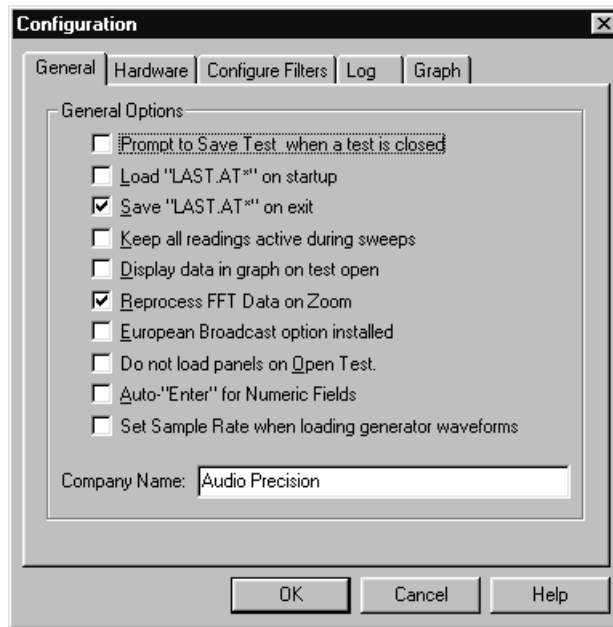 Configuration
General Hardware Configure Filters Log Graph
General Options
Prompt to Save Test when a test is closed
Load "LAST.AT*" on startup
Save "LAST.AT*" on exit
Keep all readings active during sweeps
Display data in graph on test open
Reprocess FFT Data on Zoom
European Broadcast option installed
Do not load panels on Open Test.
Auto-"Enter" for Numeric Fields
Set Sample Rate when loading generator waveforms
Company Name: Audio Precision
OK Cancel Help